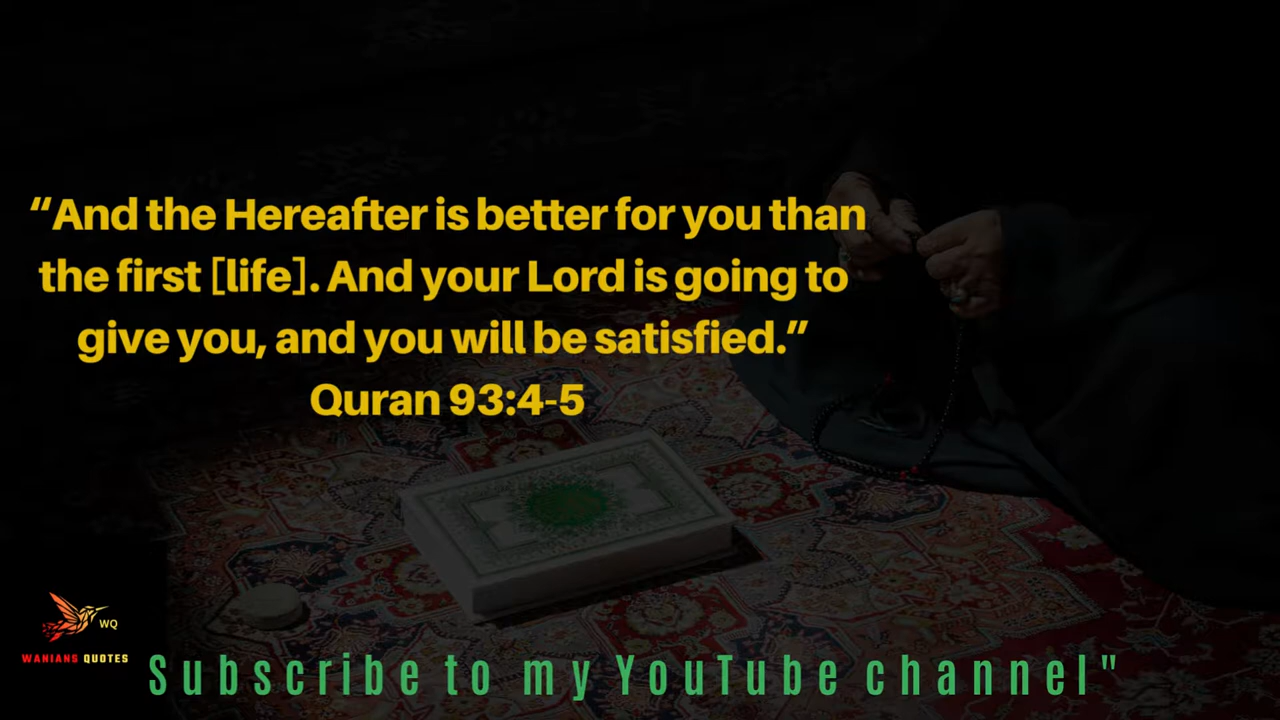 “And the Hereafter is better for you than
the first [life]. And your Lord is going to
give you, and you will be satisfied.”
Quran 93:4-5
WQ
WANIANS QUOTES
Subscribe to my YouTube channel"